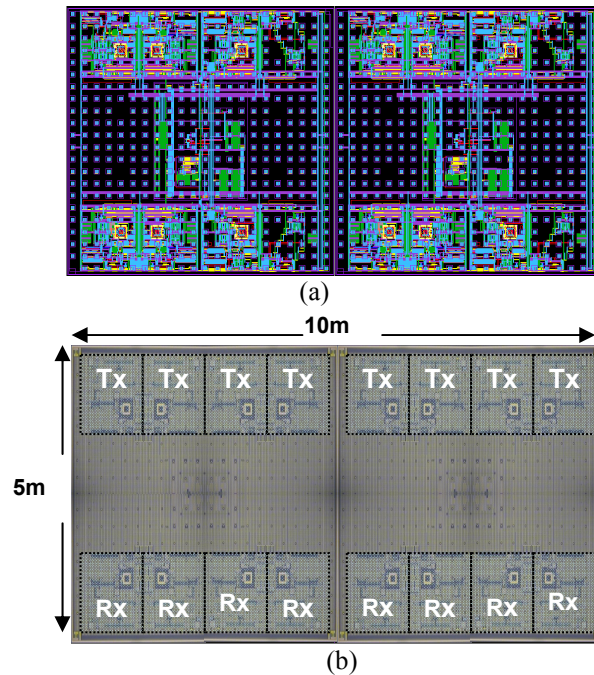 (a)
10m
Tx Tx Tx Tx Tx Tx Tx Tx
5m
Rx Rx Rx Rx Rx Rx Rx Rx
(b)